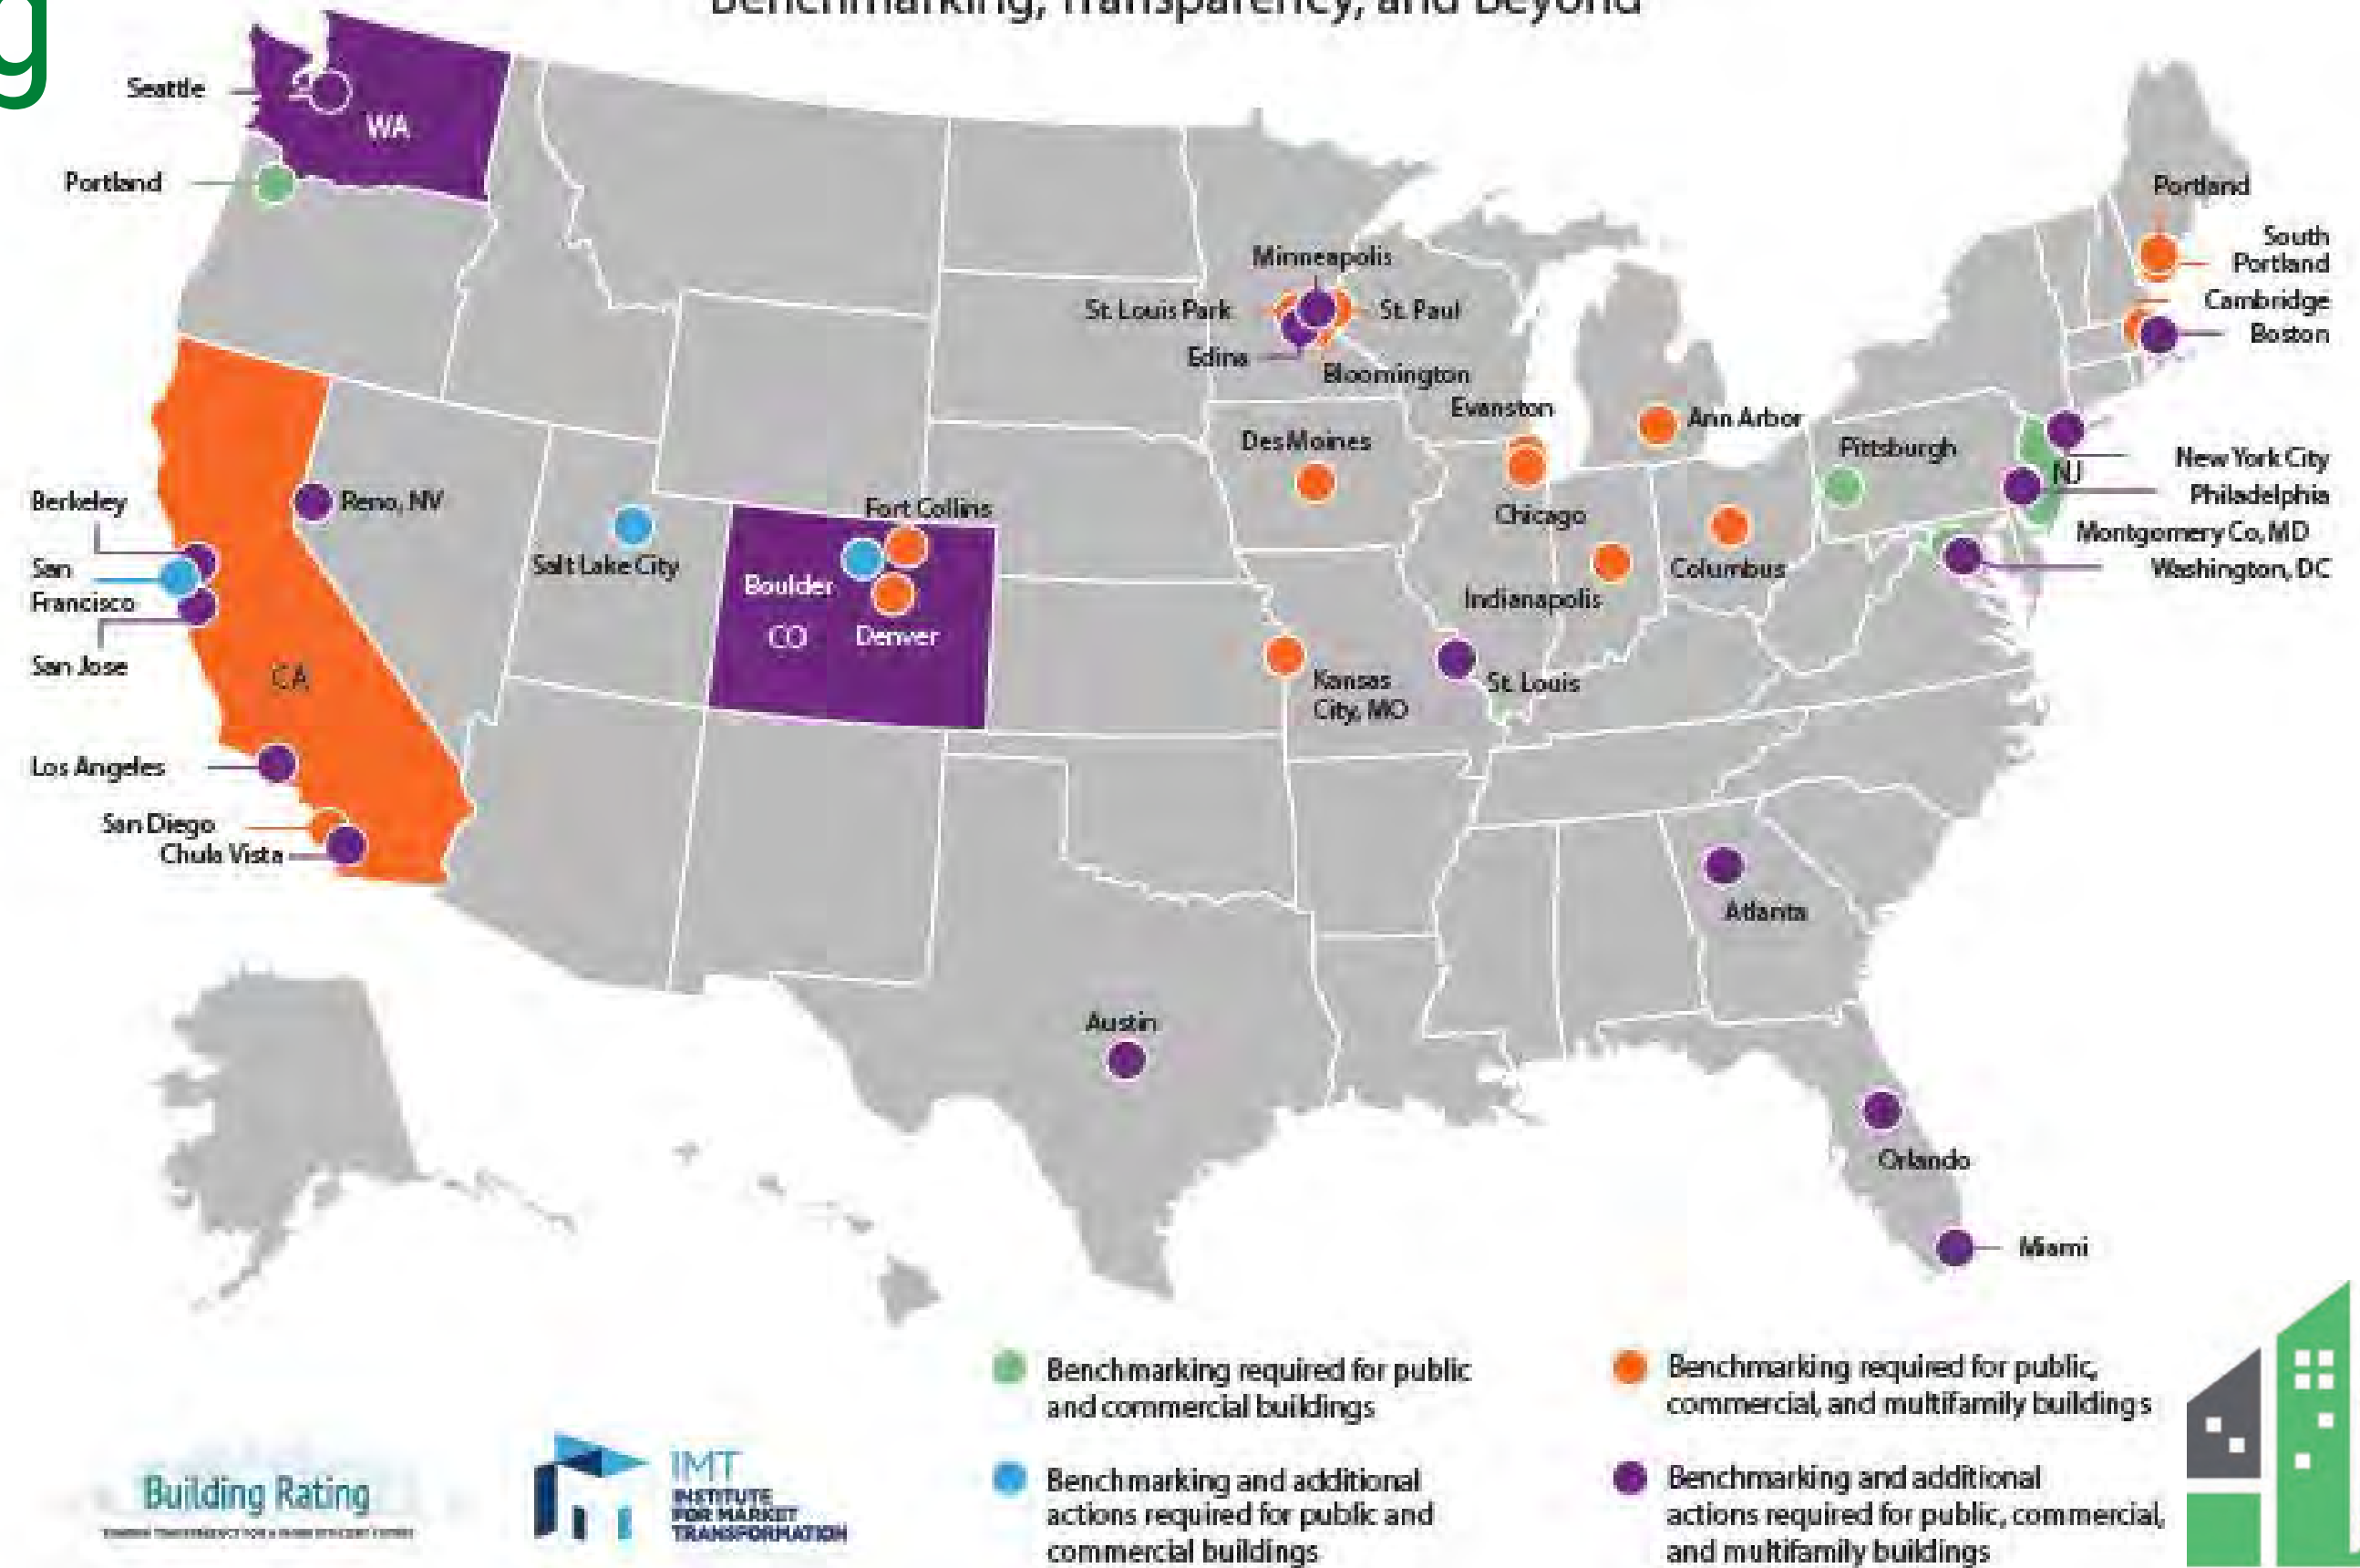 g
Benchmarking, Transparency, and Beyond
Seattle
WA
Portland
Portland
South
Portland
Minneapolis
Cambridge
St. Louis Park
St. Paul
Boston
Edina
Bloomington
Evanston
Ann Arbor
Des Moines
Pittsburgh
New York City
NJ
Philadelphia
Berkeley
Reno, NV
Fort Collins
Chicago
Montgomery Co, MD
San
Francisco
Salt Lake City
Columbus
Washington, DC
Boulder
Indianapolis
CO
Denver
San Jose
CA
Kansas
City, MO
St. Louis
Los Angeles
San Diego
Chula Vista
Atlanta
Austin
Orlando
Miami
Benchmarking required for public
and commercial buildings
Benchmarking required for public,
commercial, and multifamily buildings
Benchmarking and additional
actions required for public and
commercial buildings
Benchmarking and additional
actions required for public, commercial,
and multifamily buildings
Building Rating
IMT
INSTITUTE
FOR MARKET
TRANSFORMATION